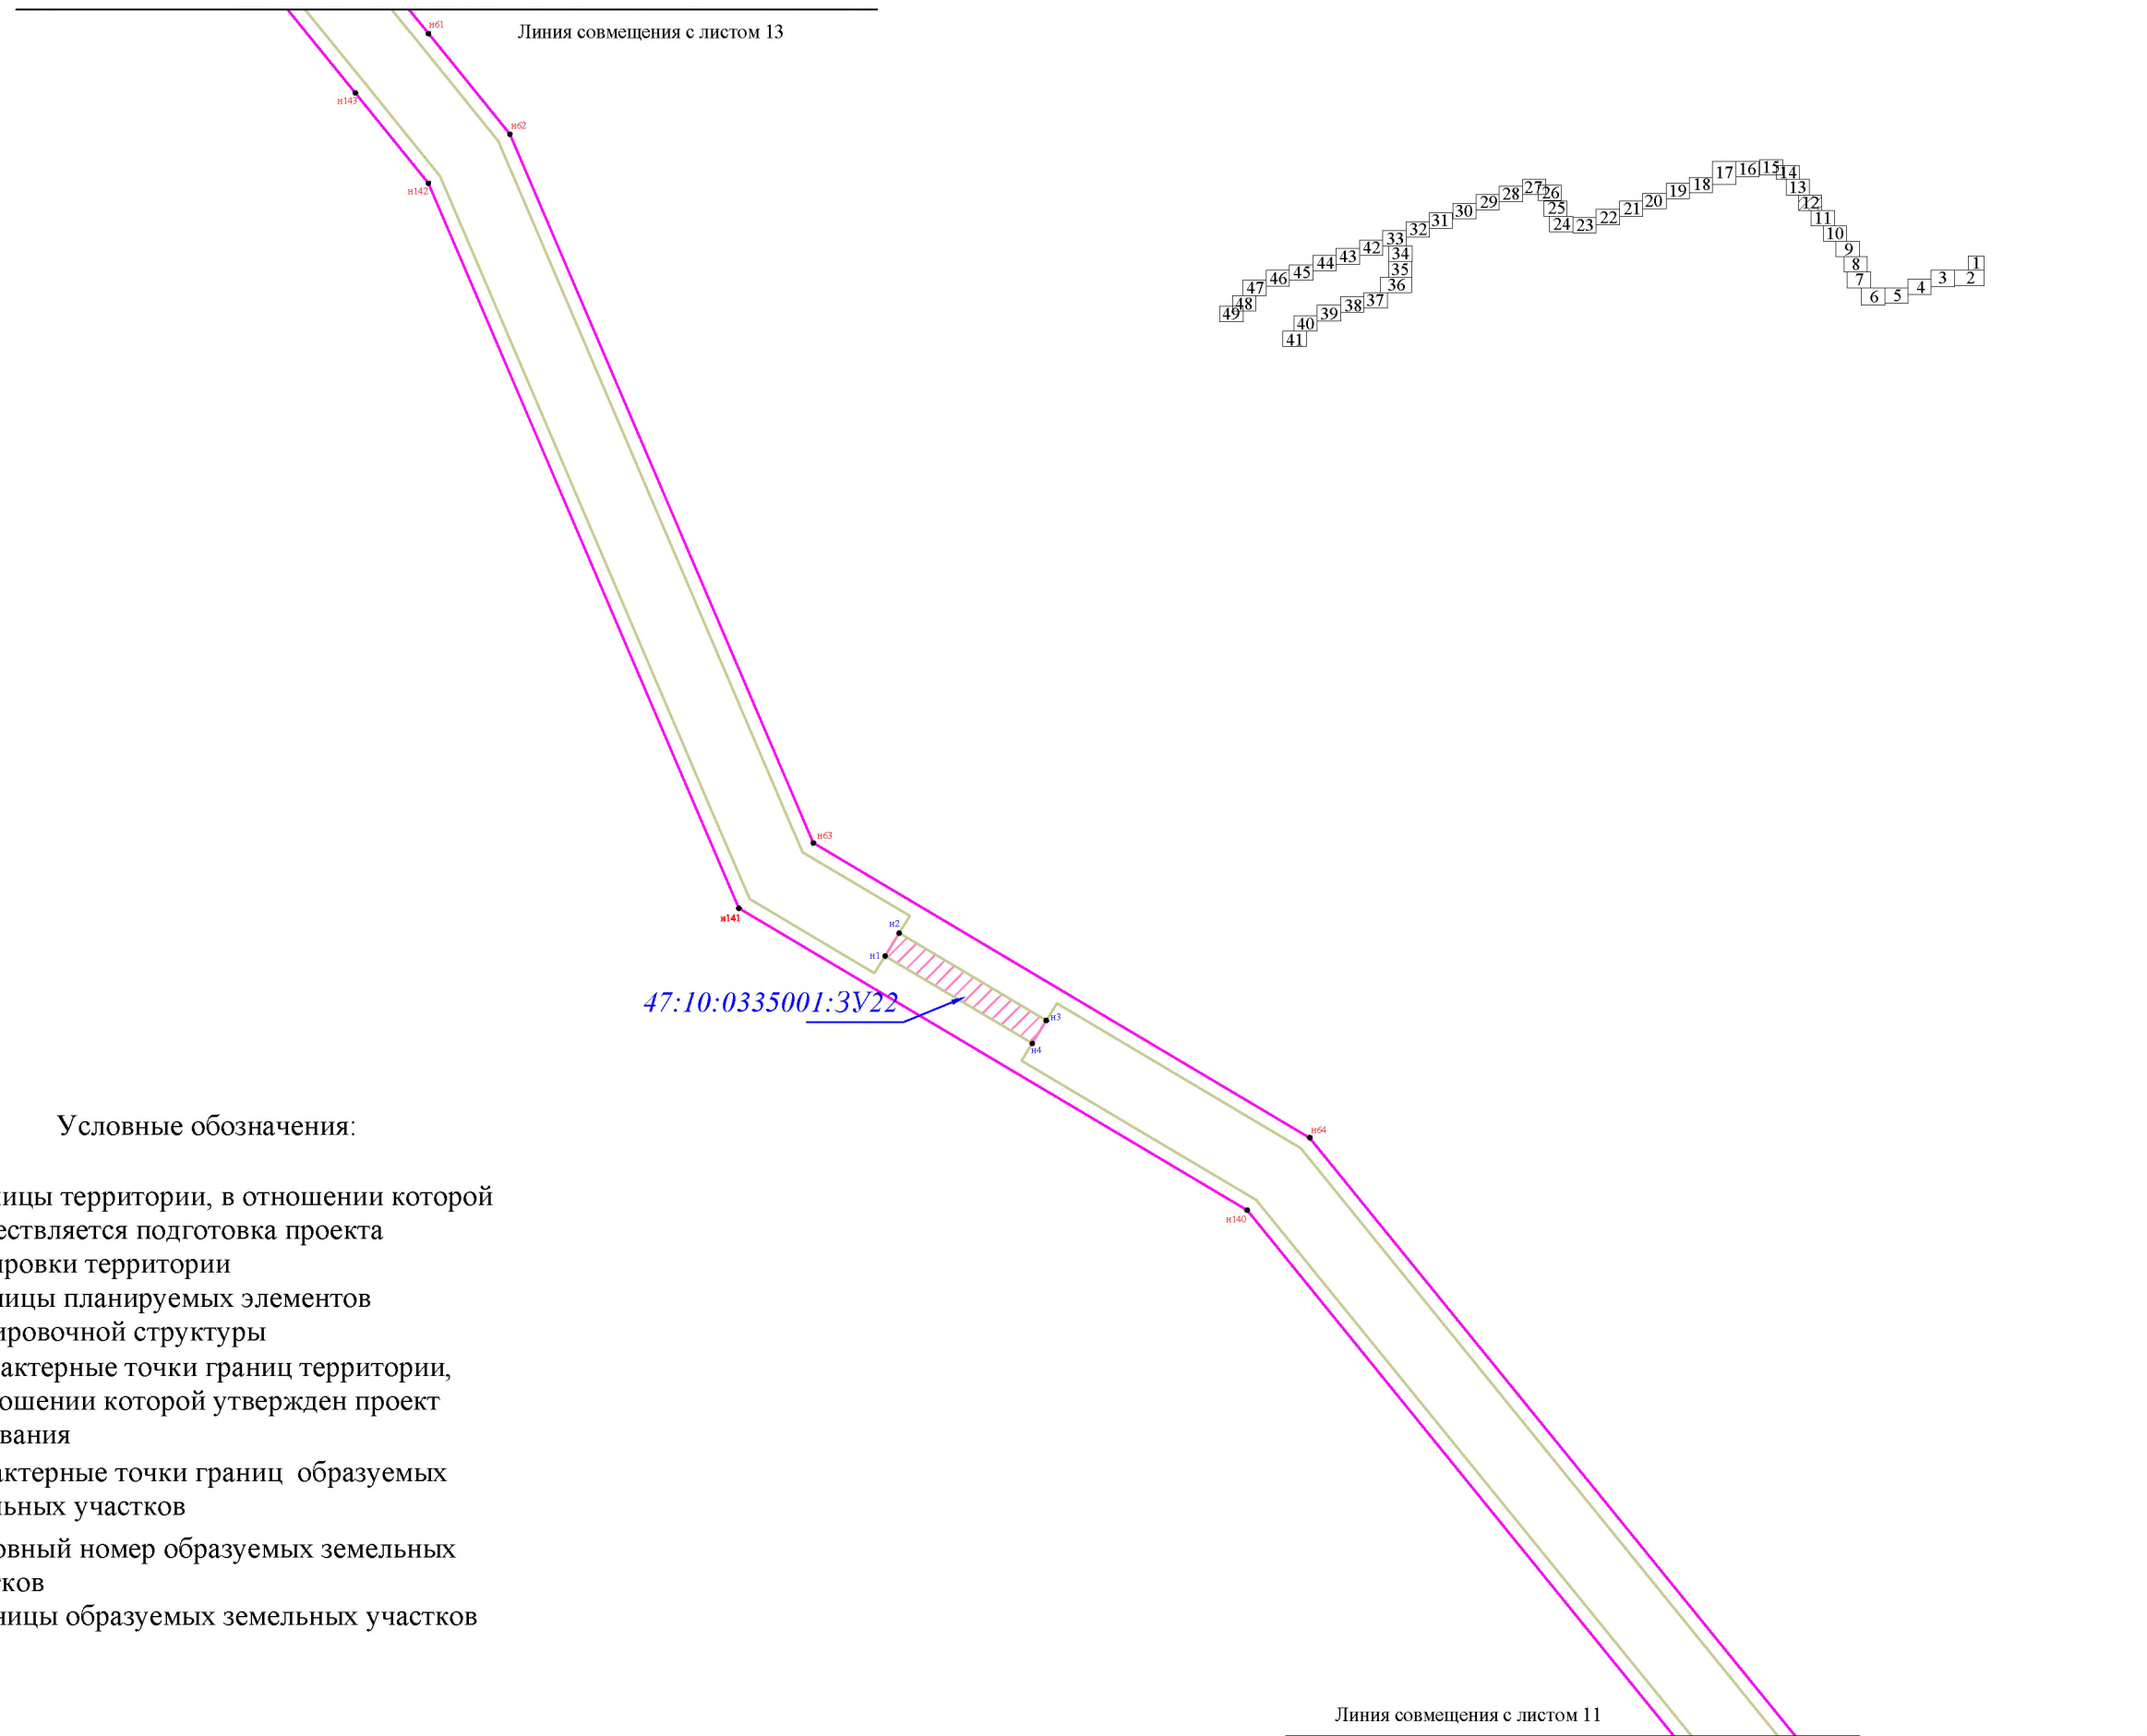 н61
Линия совмещения с листом 13
н143
н62
н142
17 16 15 14
13
12
11
10
9
8
7
6 5 4 3 2 1
27 26
25
24 23 22 21 20 19 18
33 32 31 30 29 28
34
35
36
49 48 47 46 45 44 43 42
41 40 39 38 37
н63
н141
н2
н1
47:10:0335001:ЗУ22
н3
н4
н64
н140
Условные обозначения:
ицы территории, в отношении которой
ествляется подготовка проекта
ировки территории
ницы планируемых элементов
ировочной структуры
актерные точки границ территории,
ошении которой утвержден проект
вания
актерные точки границ образуемых
льных участков
овный номер образуемых земельных
тков
ницы образуемых земельных участков
Линия совмещения с листом 11